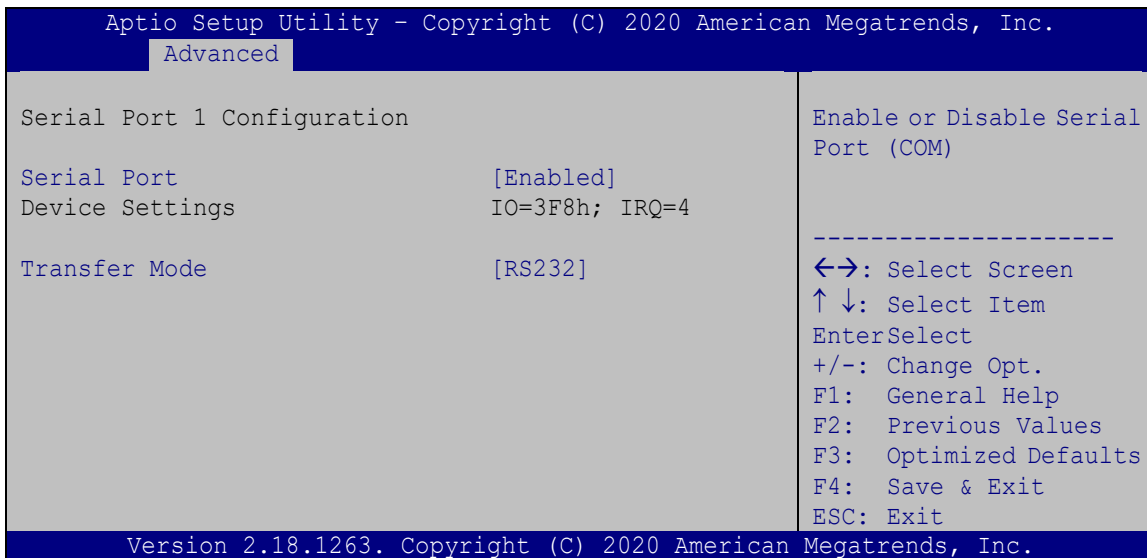 Aptio Setup Utility – Copyright (C) 2020 American Megatrends, Inc.
Advanced
Serial Port 1 Configuration
Serial Port [Enabled]
Device Settings IO=3F8h; IRQ=4
Transfer Mode [RS232]
Enable or Disable Serial
Port (COM)
---------------------
←→: Select Screen
↑ ↓: Select Item
EnterSelect
+/-: Change Opt.
F1: General Help
F2: Previous Values
F3: Optimized Defaults
F4: Save & Exit
ESC: Exit
Version 2.18.1263. Copyright (C) 2020 American Megatrends, Inc.